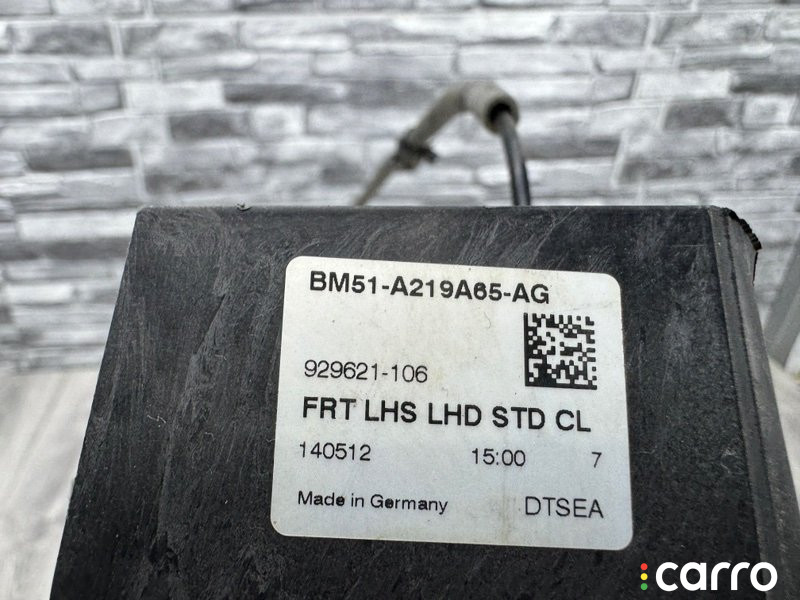 BM51-A219A65-AG
929621-106
FRT LHS LHD STD CL
140512 15:00 7
Made in Germany DTSEA
carro